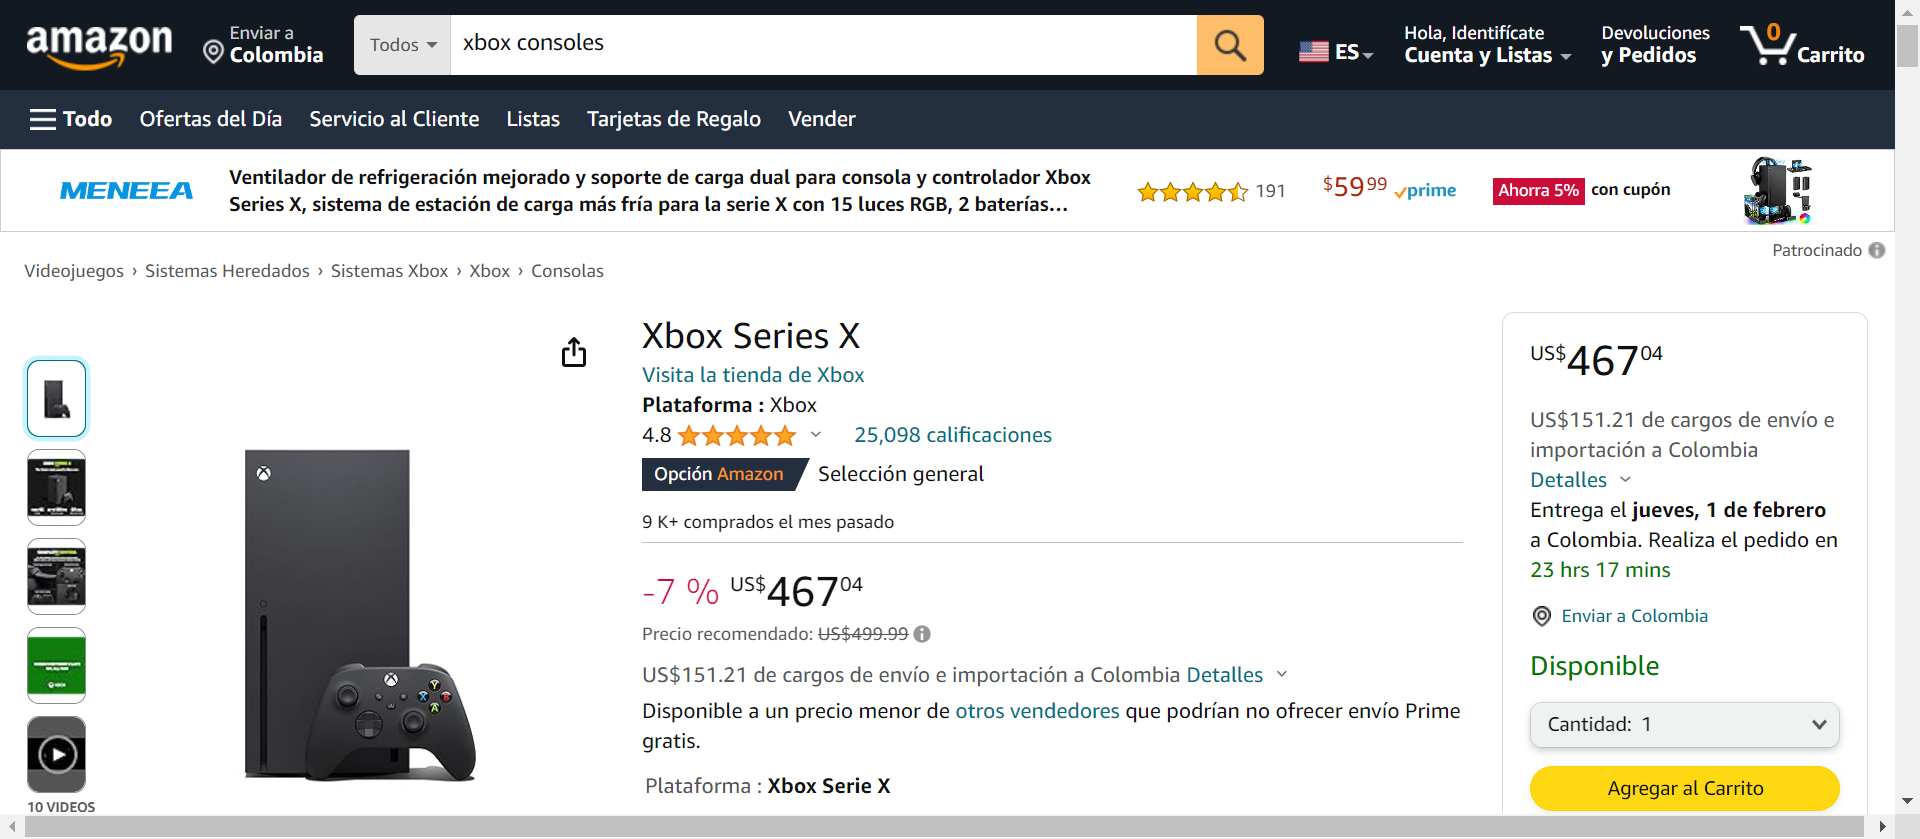 amazon
Enviar a
Colombia
Todos
xbox consoles
ES
Hola, Identifícate
Cuenta y Listas
Devoluciones
y Pedidos
0
Carrito
Todo
Ofertas del Día
Servicio al Cliente
Listas
Tarjetas de Regalo
Vender
MENEEA
Ventilador de refrigeración mejorado y soporte de carga dual para consola y controlador Xbox
Series X, sistema de estación de carga más fría para la serie X con 15 luces RGB, 2 baterías...
191
$5999
prime
Ahorra 5% con cupón
Patrocinado
Videojuegos › Sistemas Heredados › Sistemas Xbox › Xbox › Consolas
Xbox Series X
Visita la tienda de Xbox
Plataforma : Xbox
4.8
25,098 calificaciones
Opción Amazon
Selección general
9 K+ comprados el mes pasado
-7 % US$46704
Precio recomendado: US$499.99
US$151.21 de cargos de envío e importación a Colombia Detalles
Disponible a un precio menor de otros vendedores que podrían no ofrecer envío Prime
gratis.
Plataforma : Xbox Serie X
10 VIDEOS
US$46704
US$151.21 de cargos de envío e
importación a Colombia
Detalles
Entrega el jueves, 1 de febrero
a Colombia. Realiza el pedido en
23 hrs 17 mins
Enviar a Colombia
Disponible
Cantidad: 1
Agregar al Carrito